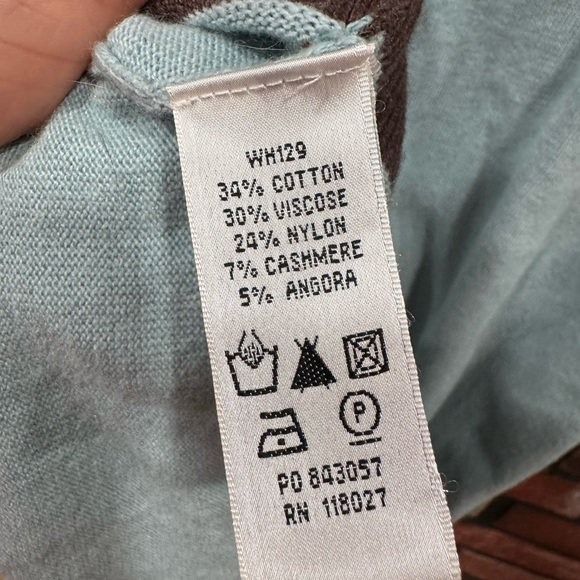 WH129
34% COTTON
30% VISCOSE
24% NYLON
7% CASHMERE
5% ANGORA
P
PO 843057
RN 118027